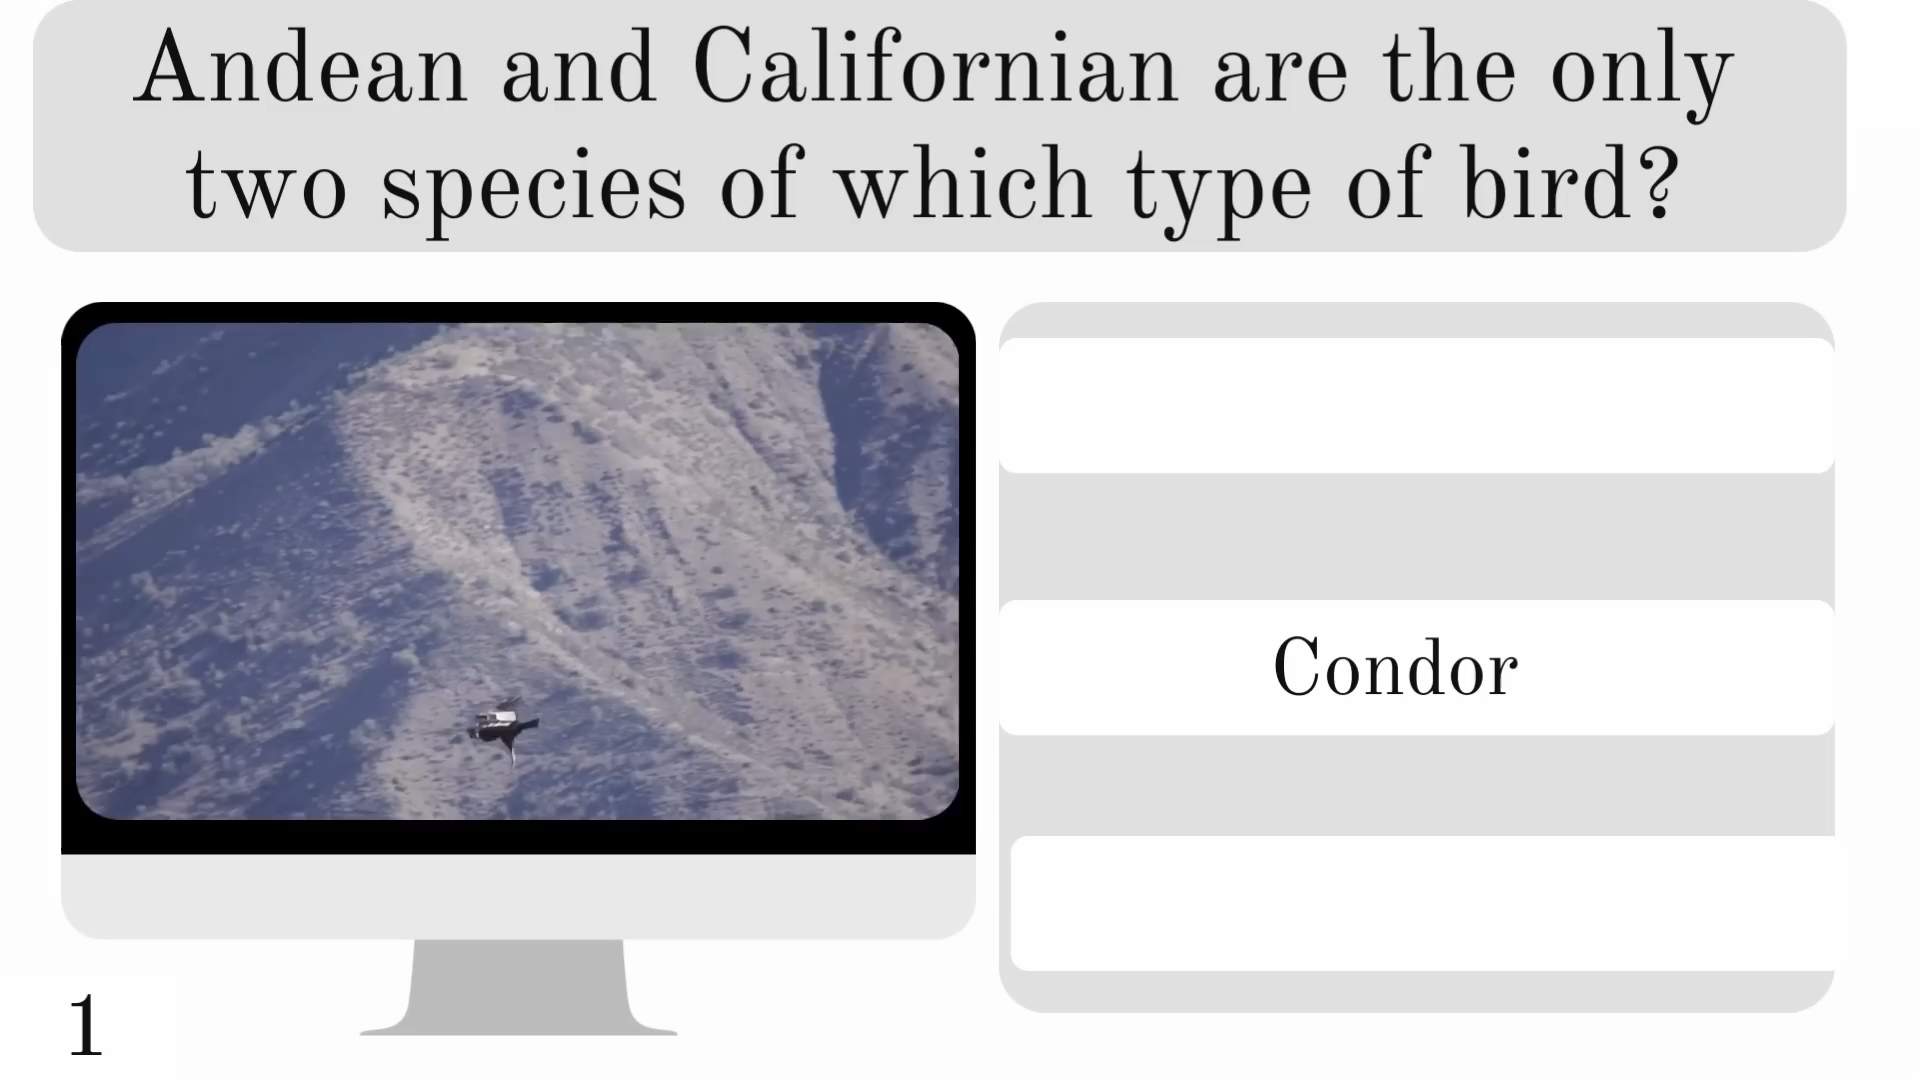 Andean and Californian are the only
two species of which type of bird?
Condor
1